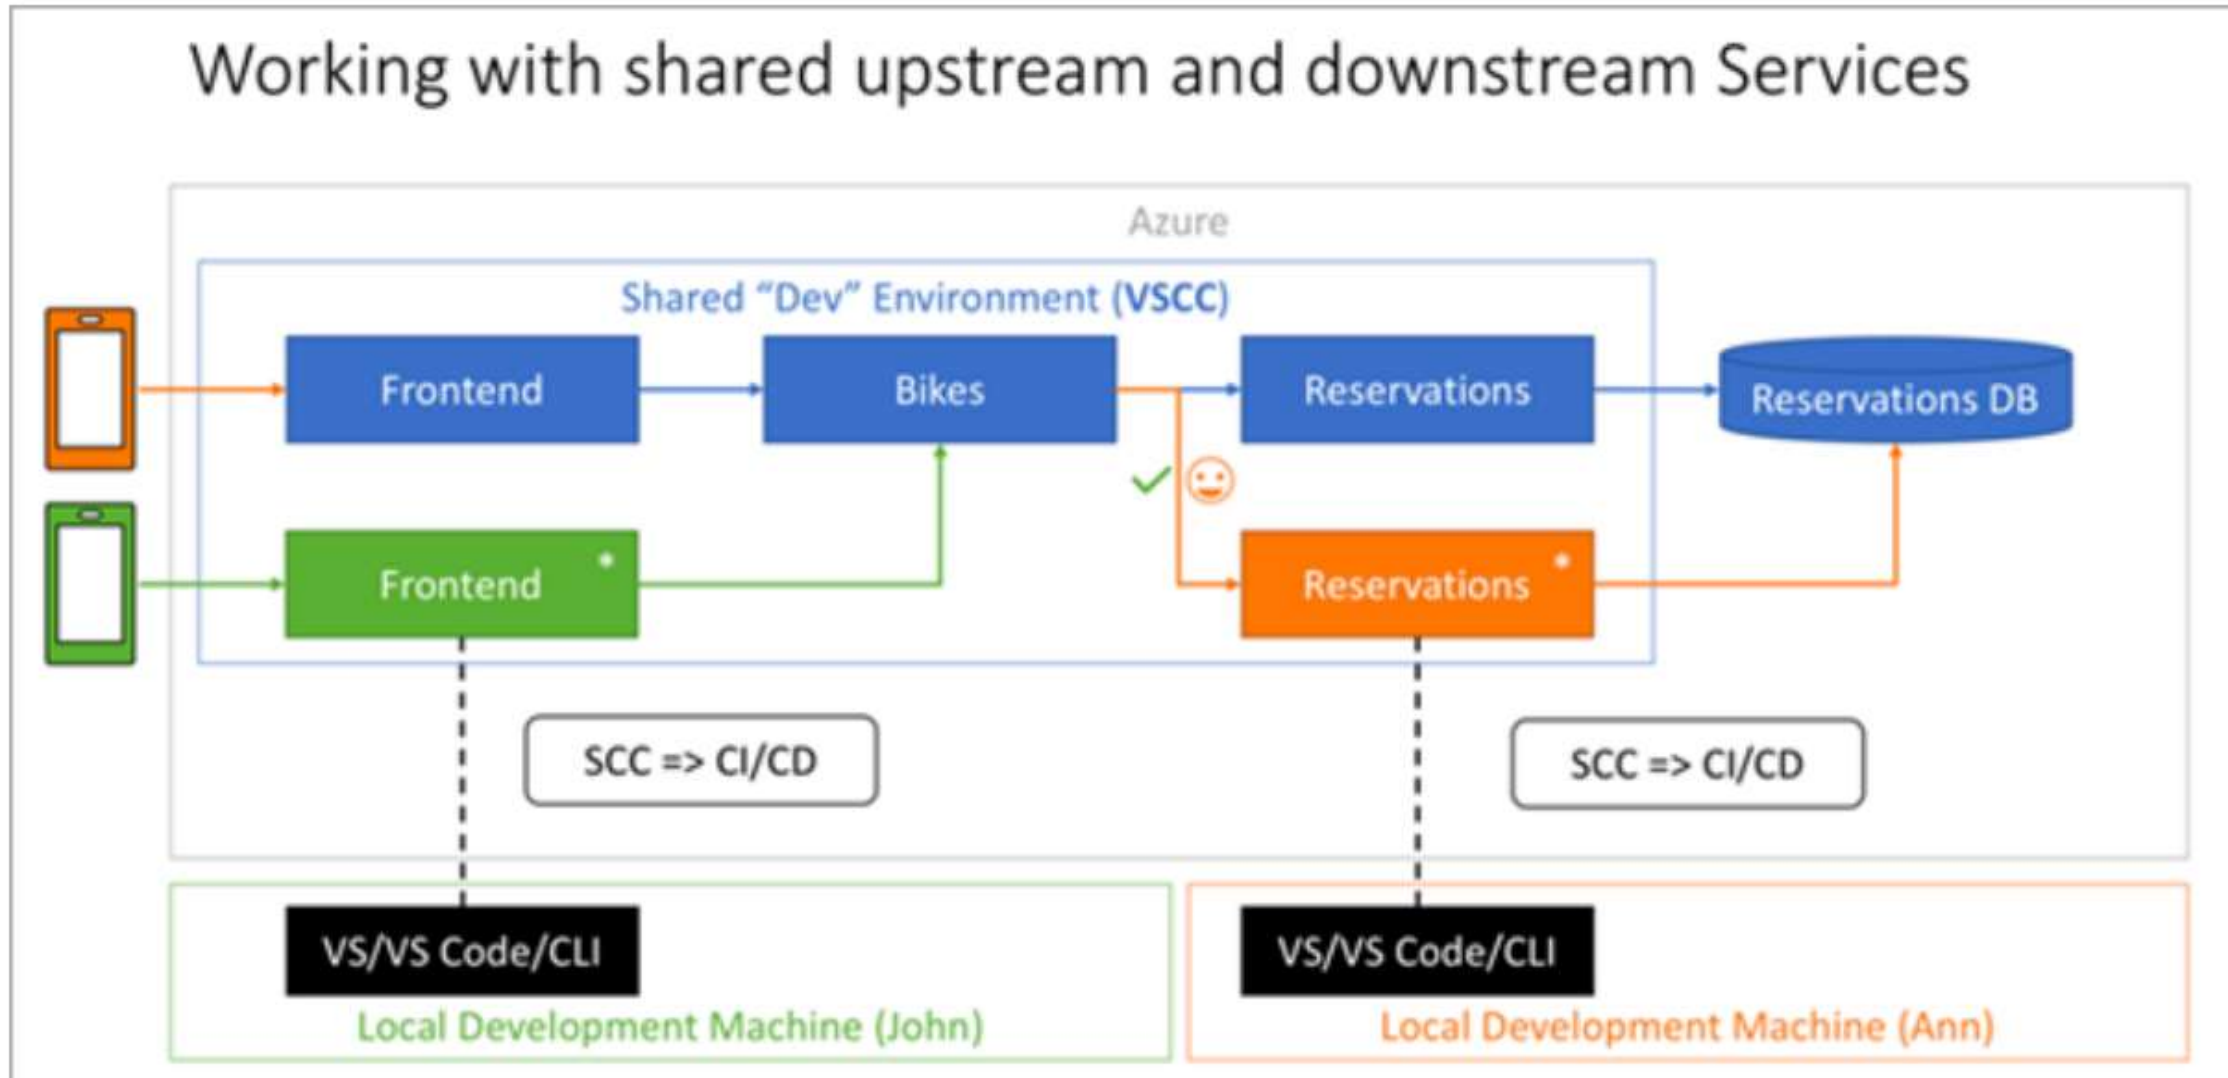 Working with shared upstream and downstream Services
Azure
Shared “Dev” Environment (VSCC)
Frontend
Bikes
Reservations
Reservations DB
Frontend *
Reservations *
SCC => CI/CD
SCC => CI/CD
VS/VS Code/CLI
VS/VS Code/CLI
Local Development Machine (John)
Local Development Machine (Ann)